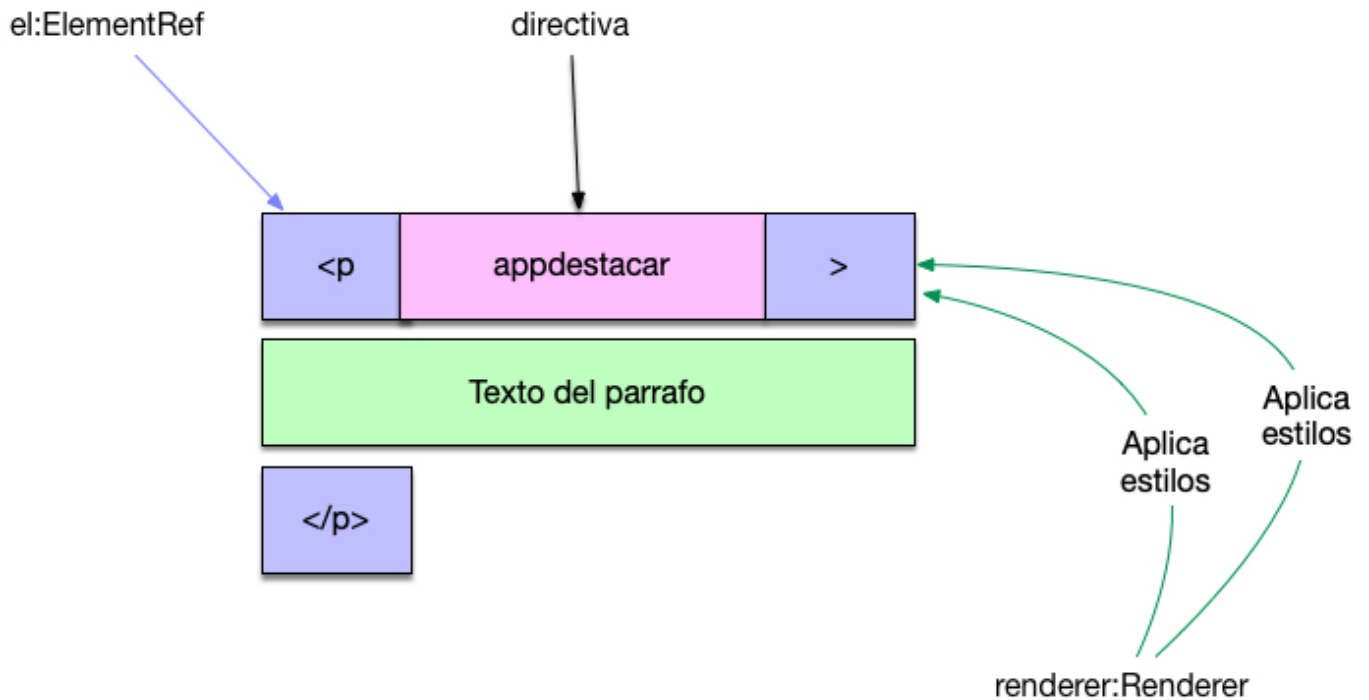 el:ElementRef
directiva
<p
appdestacar
>
Texto del parrafo
Aplica
estilos
Aplica
estilos
</p>
renderer:Renderer